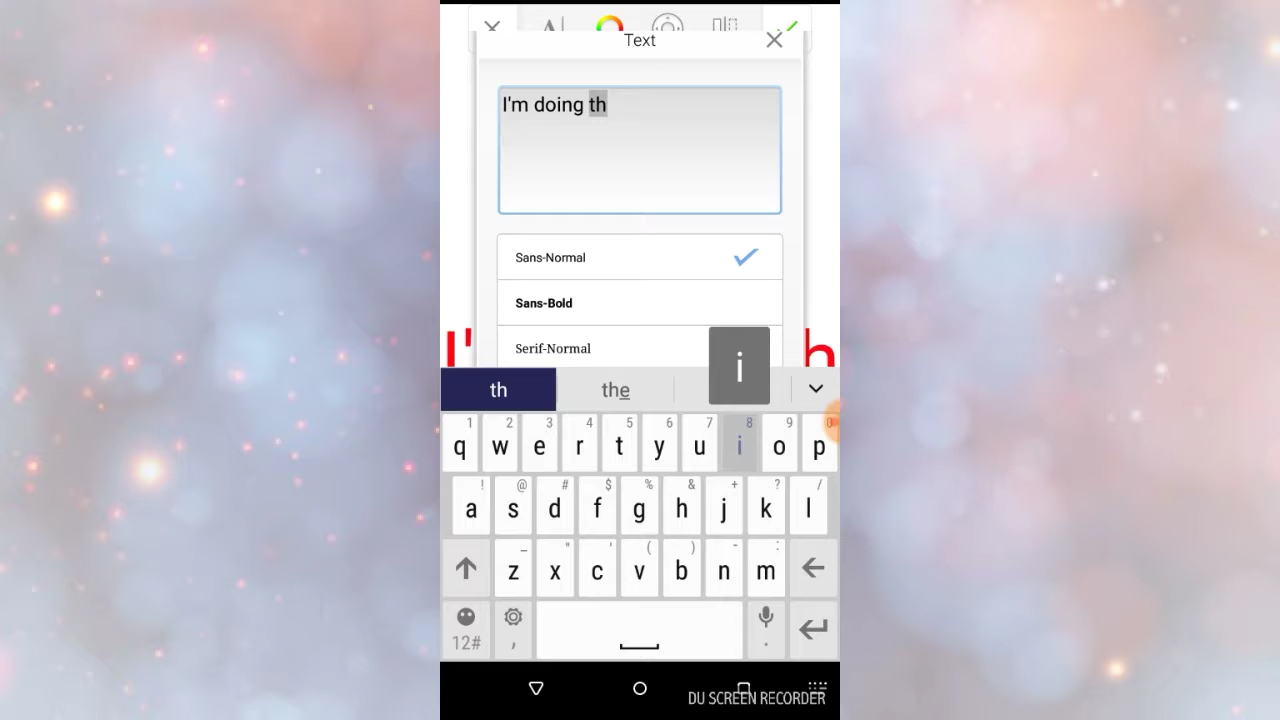 A
Text
I'm doing th
Sans-Normal
Sans-Bold
Serif-Normal
I' h
i
th the
1 2 3 4 5 6 7 8 9 0
q w e r t y u i o p
! @ # $ % & + ? /
a s d f g h j k l
_ " ' ( ) - :
z x c v b n m
12# , .
DU SCREEN RECORDER